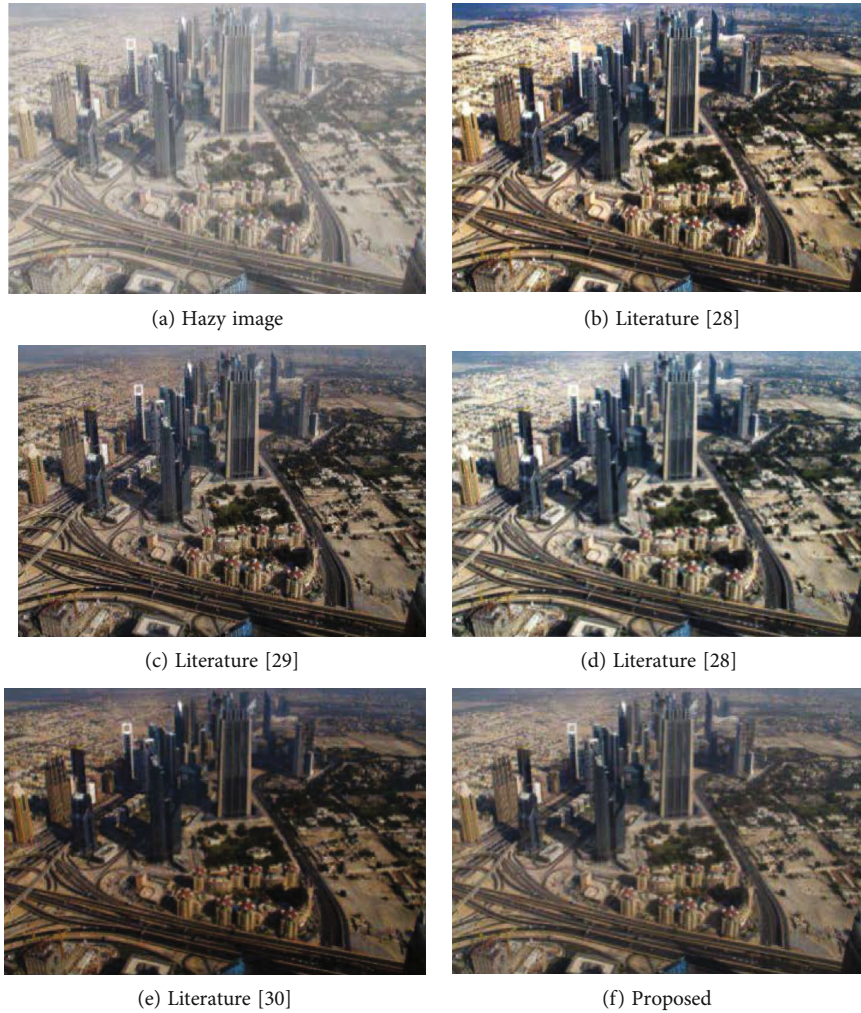 (a) Hazy image
(b) Literature [28]
(c) Literature [29]
(d) Literature [28]
(e) Literature [30]
(f) Proposed